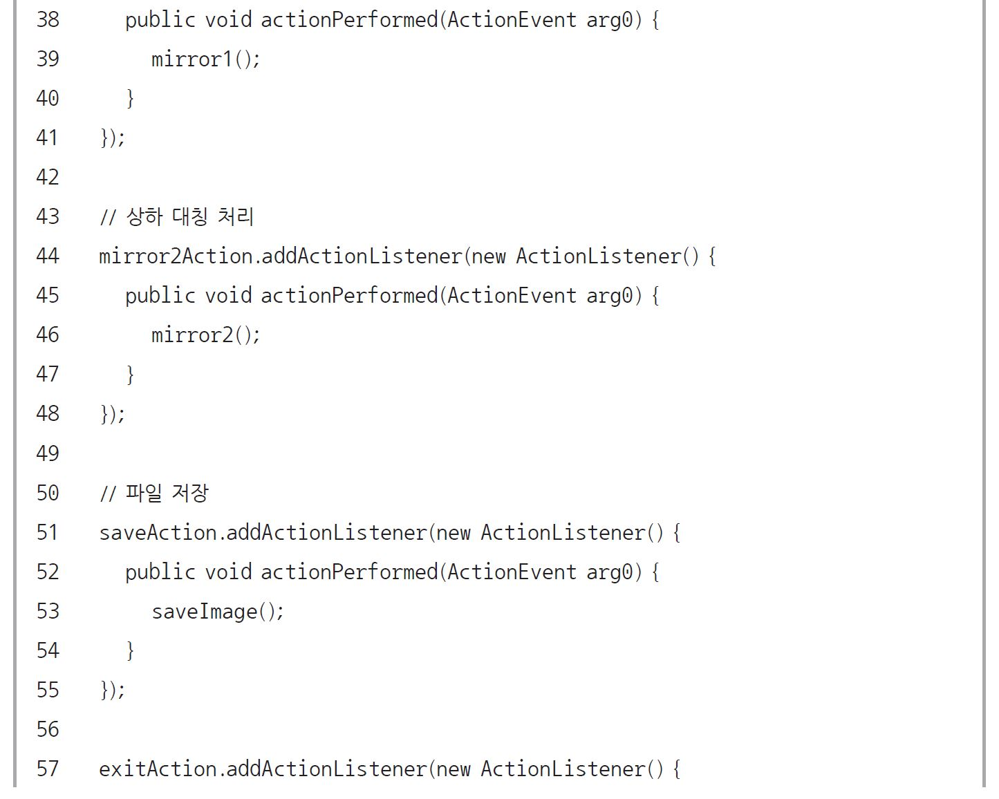 38 public void actionPerformed(ActionEvent arg0) {
39 mirror1();
40 }
41 });
42
43 // 상하 대칭 처리
44 mirror2Action.addActionListener(new ActionListener() {
45 public void actionPerformed(ActionEvent arg0) {
46 mirror2();
47 }
48 });
49
50 // 파일 저장
51 saveAction.addActionListener(new ActionListener() {
52 public void actionPerformed(ActionEvent arg0) {
53 saveImage();
54 }
55 });
56
57 exitAction.addActionListener(new ActionListener() {